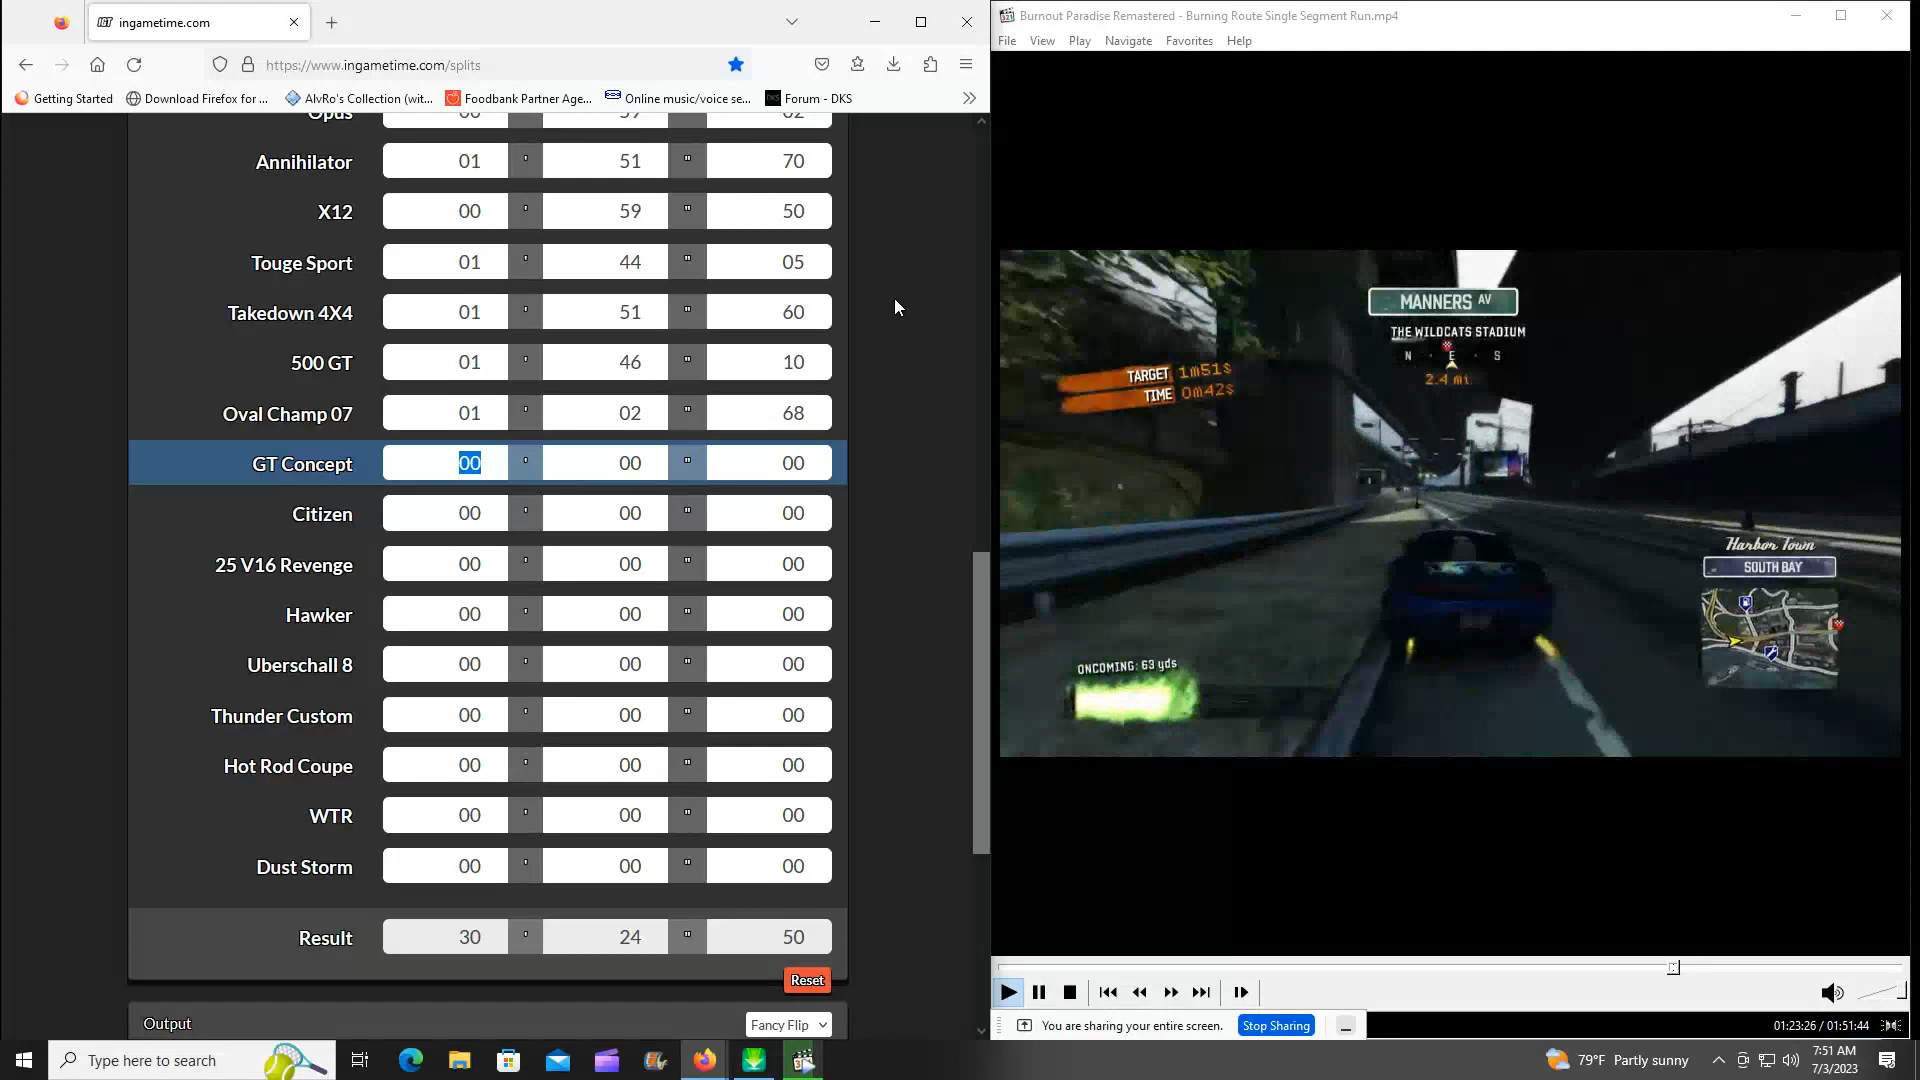 ingametime.com
https://www.ingametime.com/splits
Getting Started
Download Firefox for ...
AlvRo's Collection (wit...
Foodbank Partner Age...
Online music/voice se...
Forum - DKS
Opus 00 59 02
Annihilator 01 ' 51 " 70
X12 00 ' 59 " 50
Touge Sport 01 ' 44 " 05
Takedown 4X4 01 ' 51 " 60
500 GT 01 ' 46 " 10
Oval Champ 07 01 ' 02 " 68
GT Concept 00 ' 00 " 00
Citizen 00 ' 00 " 00
25 V16 Revenge 00 ' 00 " 00
Hawker 00 ' 00 " 00
Uberschall 8 00 ' 00 " 00
Thunder Custom 00 ' 00 " 00
Hot Rod Coupe 00 ' 00 " 00
WTR 00 ' 00 " 00
Dust Storm 00 ' 00 " 00
Result 30 ' 24 " 50
Reset
Output
Fancy Flip
Burnout Paradise Remastered - Burning Route Single Segment Run.mp4
File View Play Navigate Favorites Help
MANNERS AV
THE WILDCATS STADIUM
N · E · S
2.4 mi
TARGET 1m51s
TIME 0m42s
Harbor Town
SOUTH BAY
ONCOMING: 63 yds
You are sharing your entire screen.
Stop Sharing
01:23:26 / 01:51:44
Type here to search
79°F Partly sunny
7:51 AM
7/3/2023